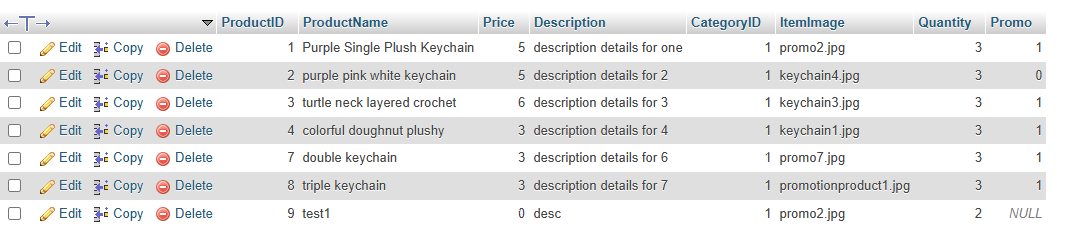 ProductID ProductName Price Description CategoryID ItemImage Quantity Promo
Edit Copy Delete 1 Purple Single Plush Keychain 5 description details for one 1 promo2.jpg 3 1
Edit Copy Delete 2 purple pink white keychain 5 description details for 2 1 keychain4.jpg 3 0
Edit Copy Delete 3 turtle neck layered crochet 6 description details for 3 1 keychain3.jpg 3 1
Edit Copy Delete 4 colorful doughnut plushy 3 description details for 4 1 keychain1.jpg 3 1
Edit Copy Delete 7 double keychain 3 description details for 6 1 promo7.jpg 3 1
Edit Copy Delete 8 triple keychain 3 description details for 7 1 promotionproduct1.jpg 3 1
Edit Copy Delete 9 test1 0 desc 1 promo2.jpg 2 NULL